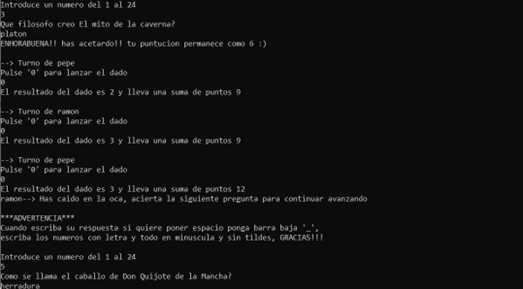 Introduce un numero del 1 al 24
3
Que filosofo creo El mito de la caverna?
platon
ENHORABUENA!! has acetardo!! tu puntucion permanece como 6 :)

--> Turno de pepe
Pulse '0' para lanzar el dado
0
El resultado del dado es 2 y lleva una suma de puntos 9

--> Turno de ramon
Pulse '0' para lanzar el dado
0
El resultado del dado es 3 y lleva una suma de puntos 9

--> Turno de pepe
Pulse '0' para lanzar el dado
0
El resultado del dado es 3 y lleva una suma de puntos 12
ramon--> Has caido en la oca, acierta la siguiente pregunta para continuar avanzando

***ADVERTENCIA***
Cuando escriba su respuesta si quiere poner espacio ponga barra baja '_',
escriba los numeros con letra y todo en minuscula y sin tildes, GRACIAS!!!

Introduce un numero del 1 al 24
5
Como se llama el caballo de Don Quijote de la Mancha?
herradura